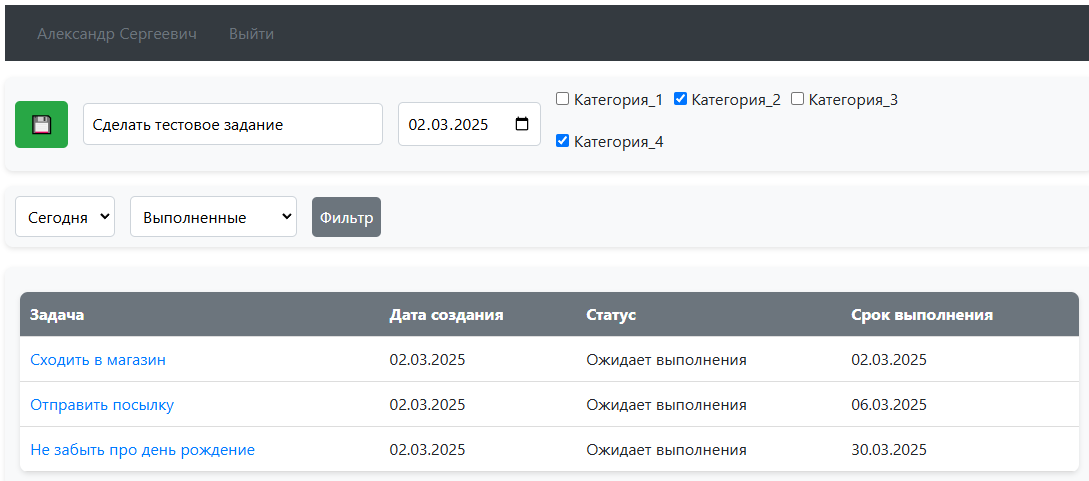 Александр Сергеевич Выйти
Категория_1 Категория_2 Категория_3
Сделать тестовое задание 02.03.2025
Категория_4
Сегодня Выполненные Фильтр
Задача Дата создания Статус Срок выполнения
Сходить в магазин 02.03.2025 Ожидает выполнения 02.03.2025
Отправить посылку 02.03.2025 Ожидает выполнения 06.03.2025
Не забыть про день рождение 02.03.2025 Ожидает выполнения 30.03.2025